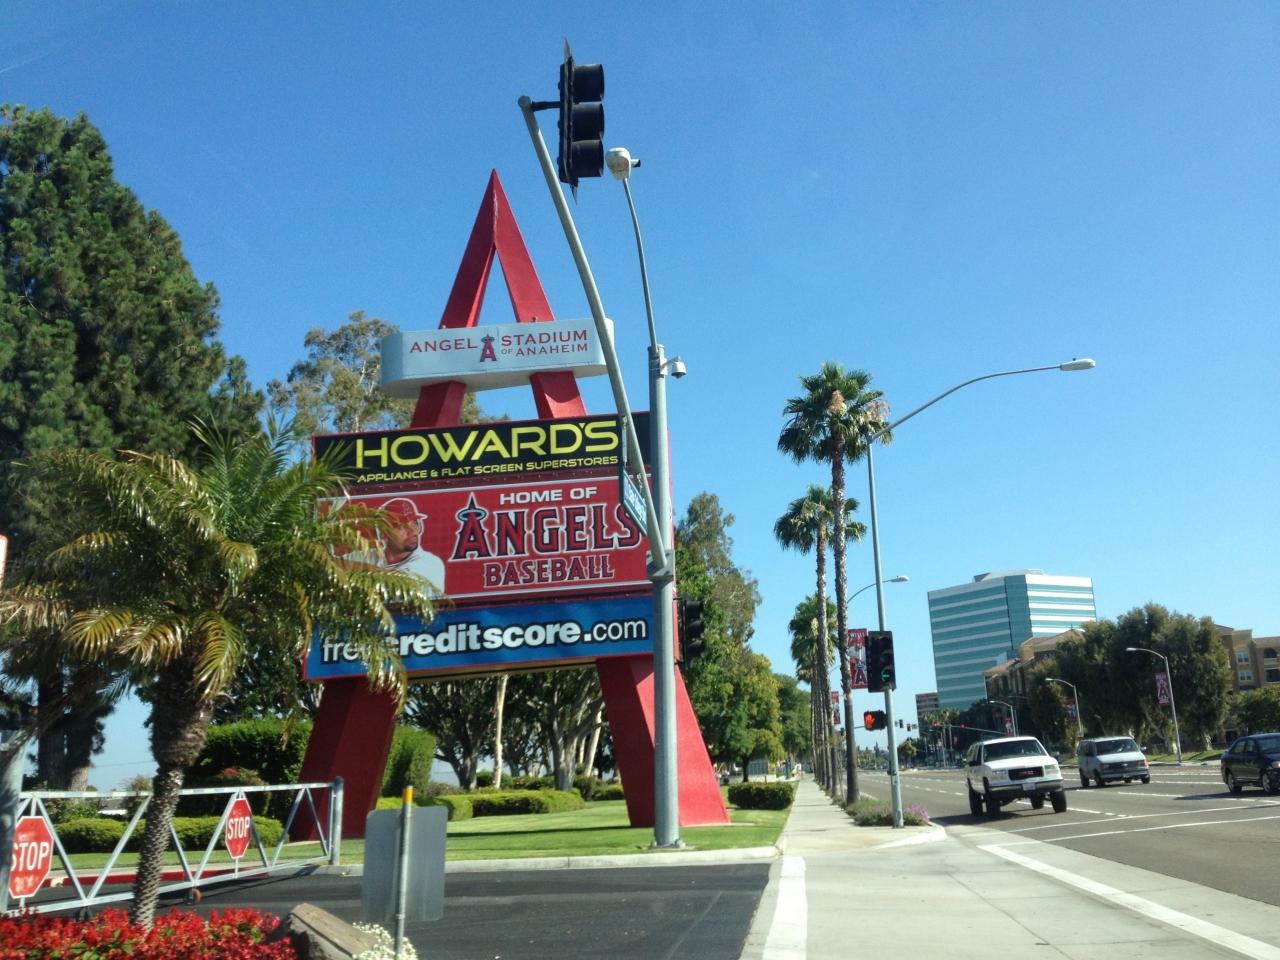 ANGEL A STADIUM
OF ANAHEIM
HOWARD'S
APPLIANCE & FLAT SCREEN SUPERSTORES
HOME OF
ANGELS
BASEBALL
freecreditscore.com
STOP
STOP